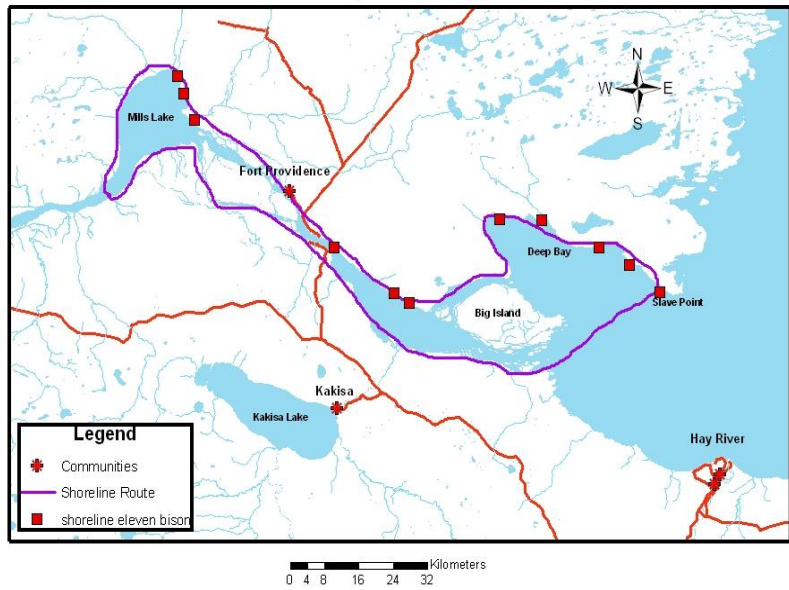 N
W E
S
Mills Lake
Fort Providence
Deep Bay
Slave Point
Big Island
Kakisa
Kakisa Lake
Hay River
Legend
Communities
Shoreline Route
shoreline eleven bison
Kilometers
0 4 8 16 24 32